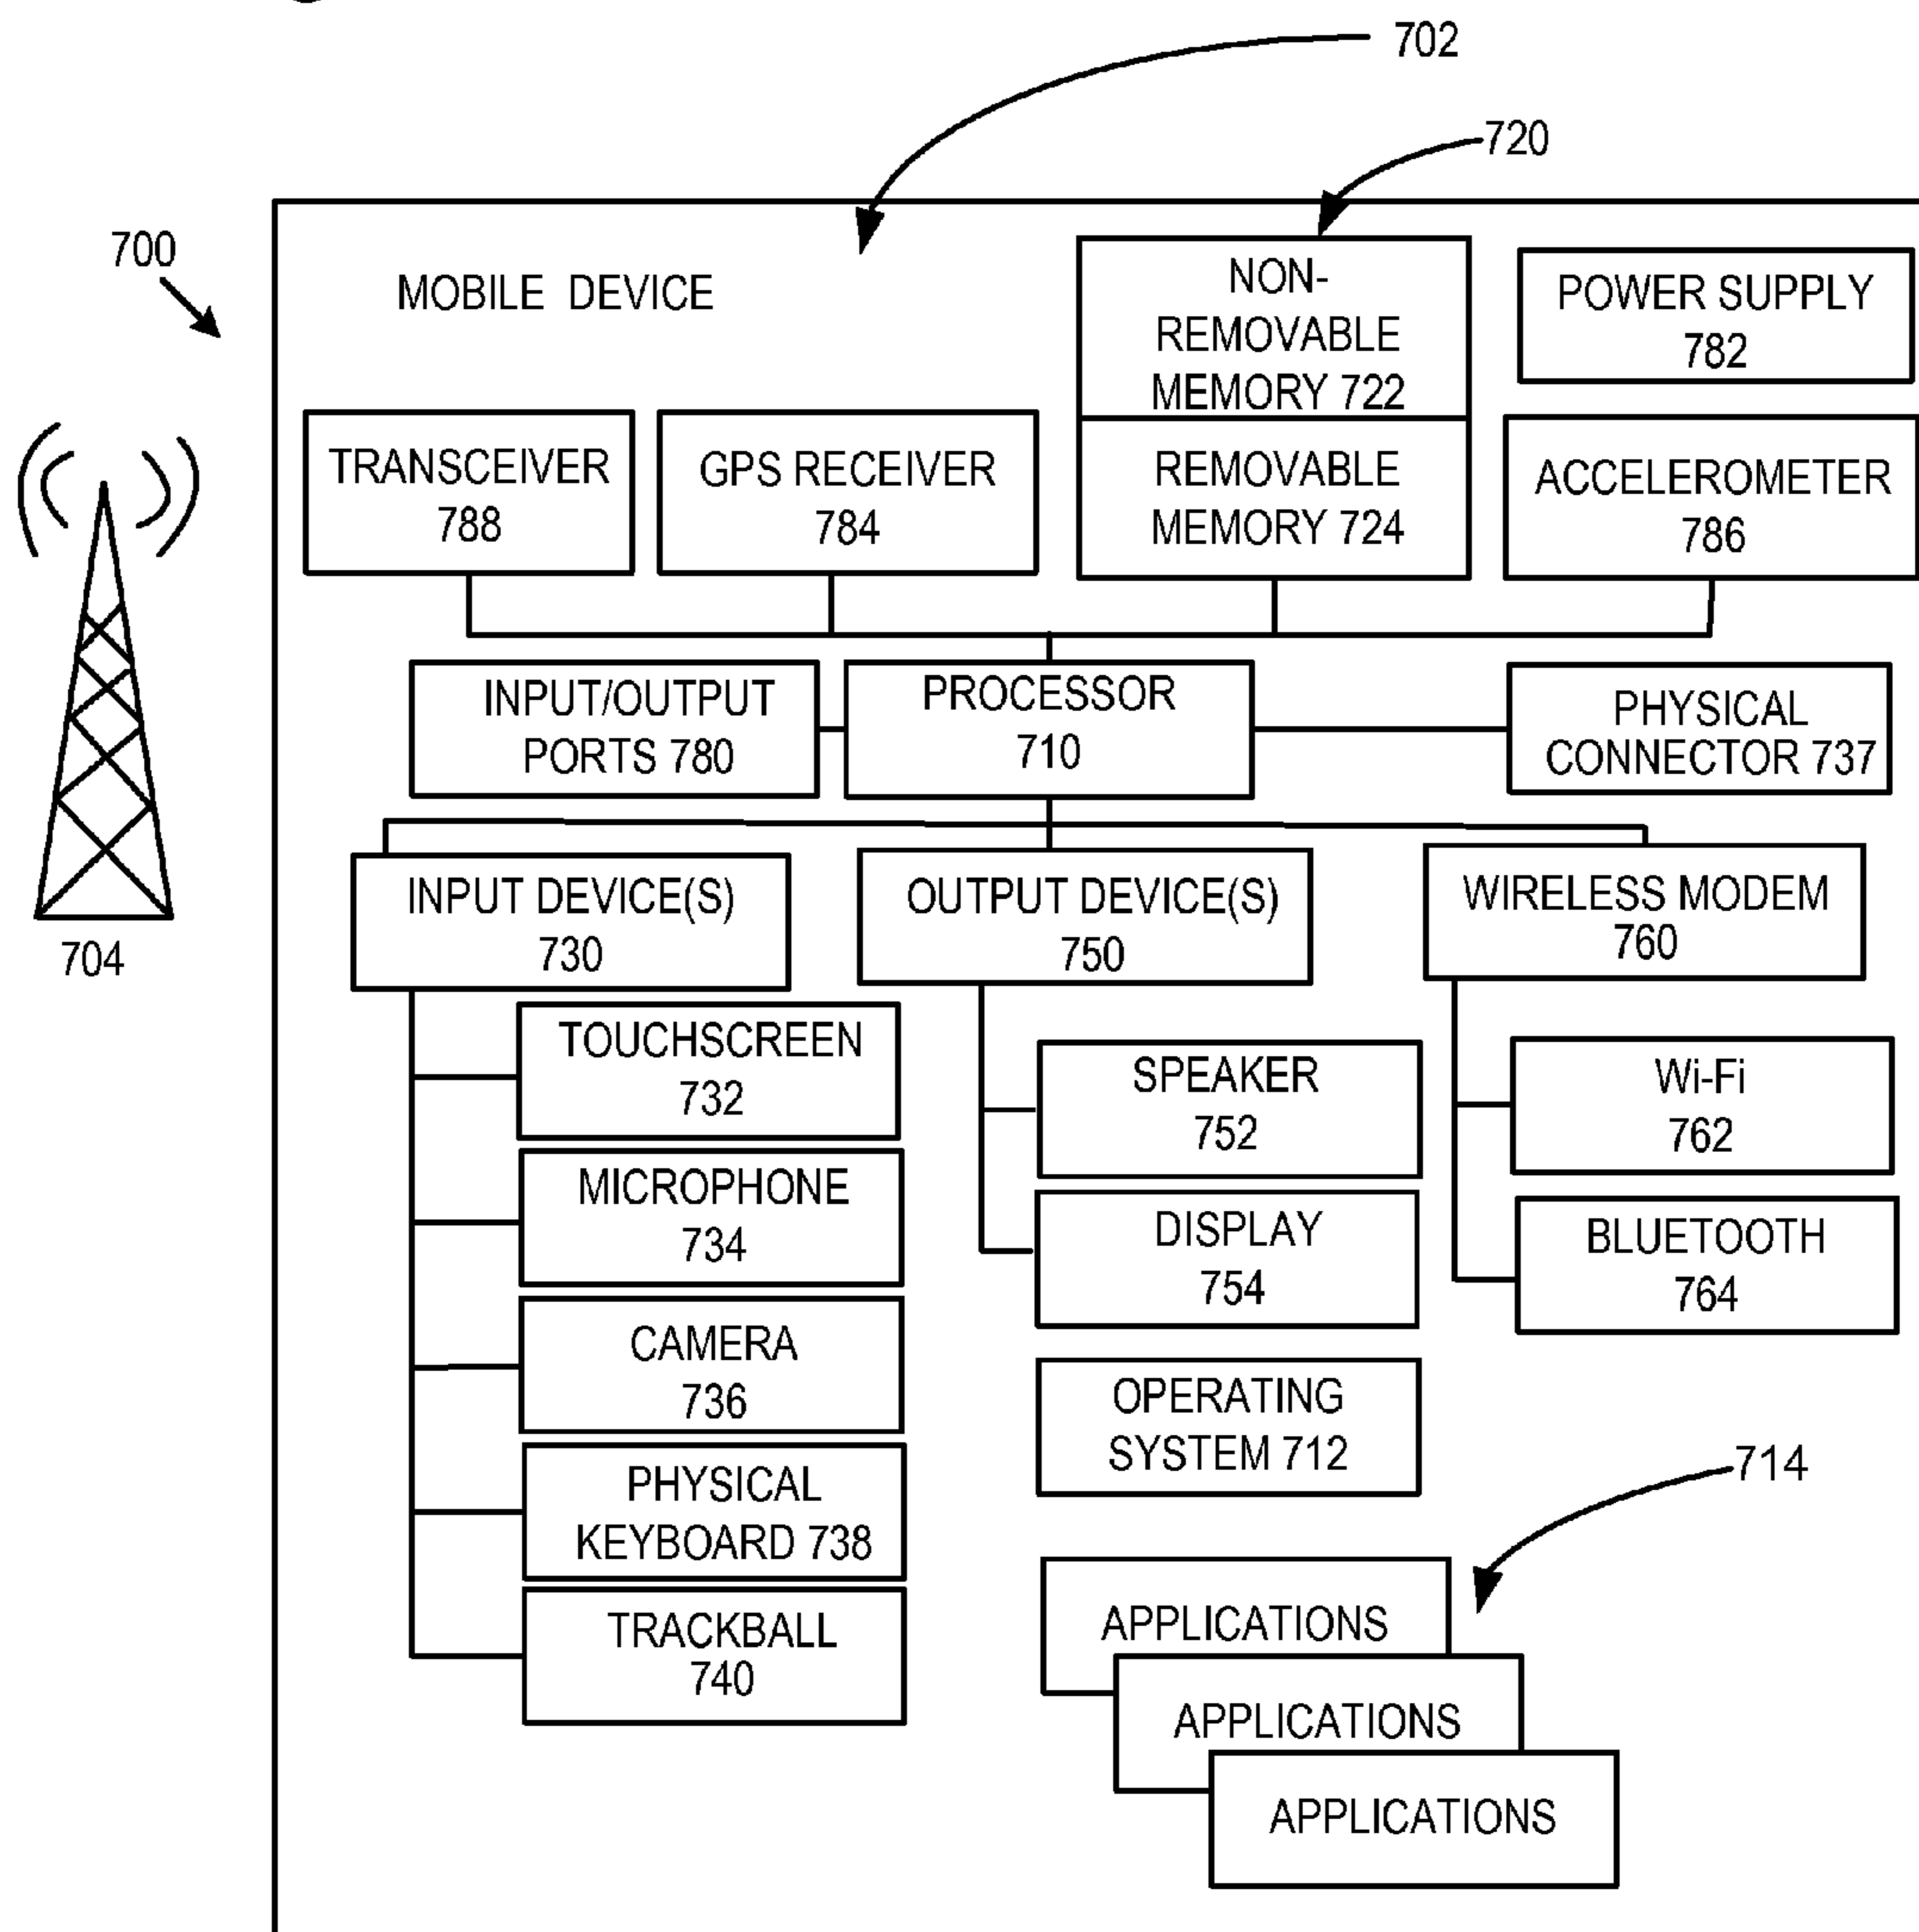 702
720
700
MOBILE DEVICE
NON-
REMOVABLE
MEMORY 722
POWER SUPPLY
782
TRANSCEIVER
788
GPS RECEIVER
784
REMOVABLE
MEMORY 724
ACCELEROMETER
786
INPUT/OUTPUT
PORTS 780
PROCESSOR
710
PHYSICAL
CONNECTOR 737
704
INPUT DEVICE(S)
730
OUTPUT DEVICE(S)
750
WIRELESS MODEM
760
TOUCHSCREEN
732
MICROPHONE
734
CAMERA
736
PHYSICAL
KEYBOARD 738
TRACKBALL
740
SPEAKER
752
DISPLAY
754
Wi-Fi
762
BLUETOOTH
764
OPERATING
SYSTEM 712
714
APPLICATIONS
APPLICATIONS
APPLICATIONS